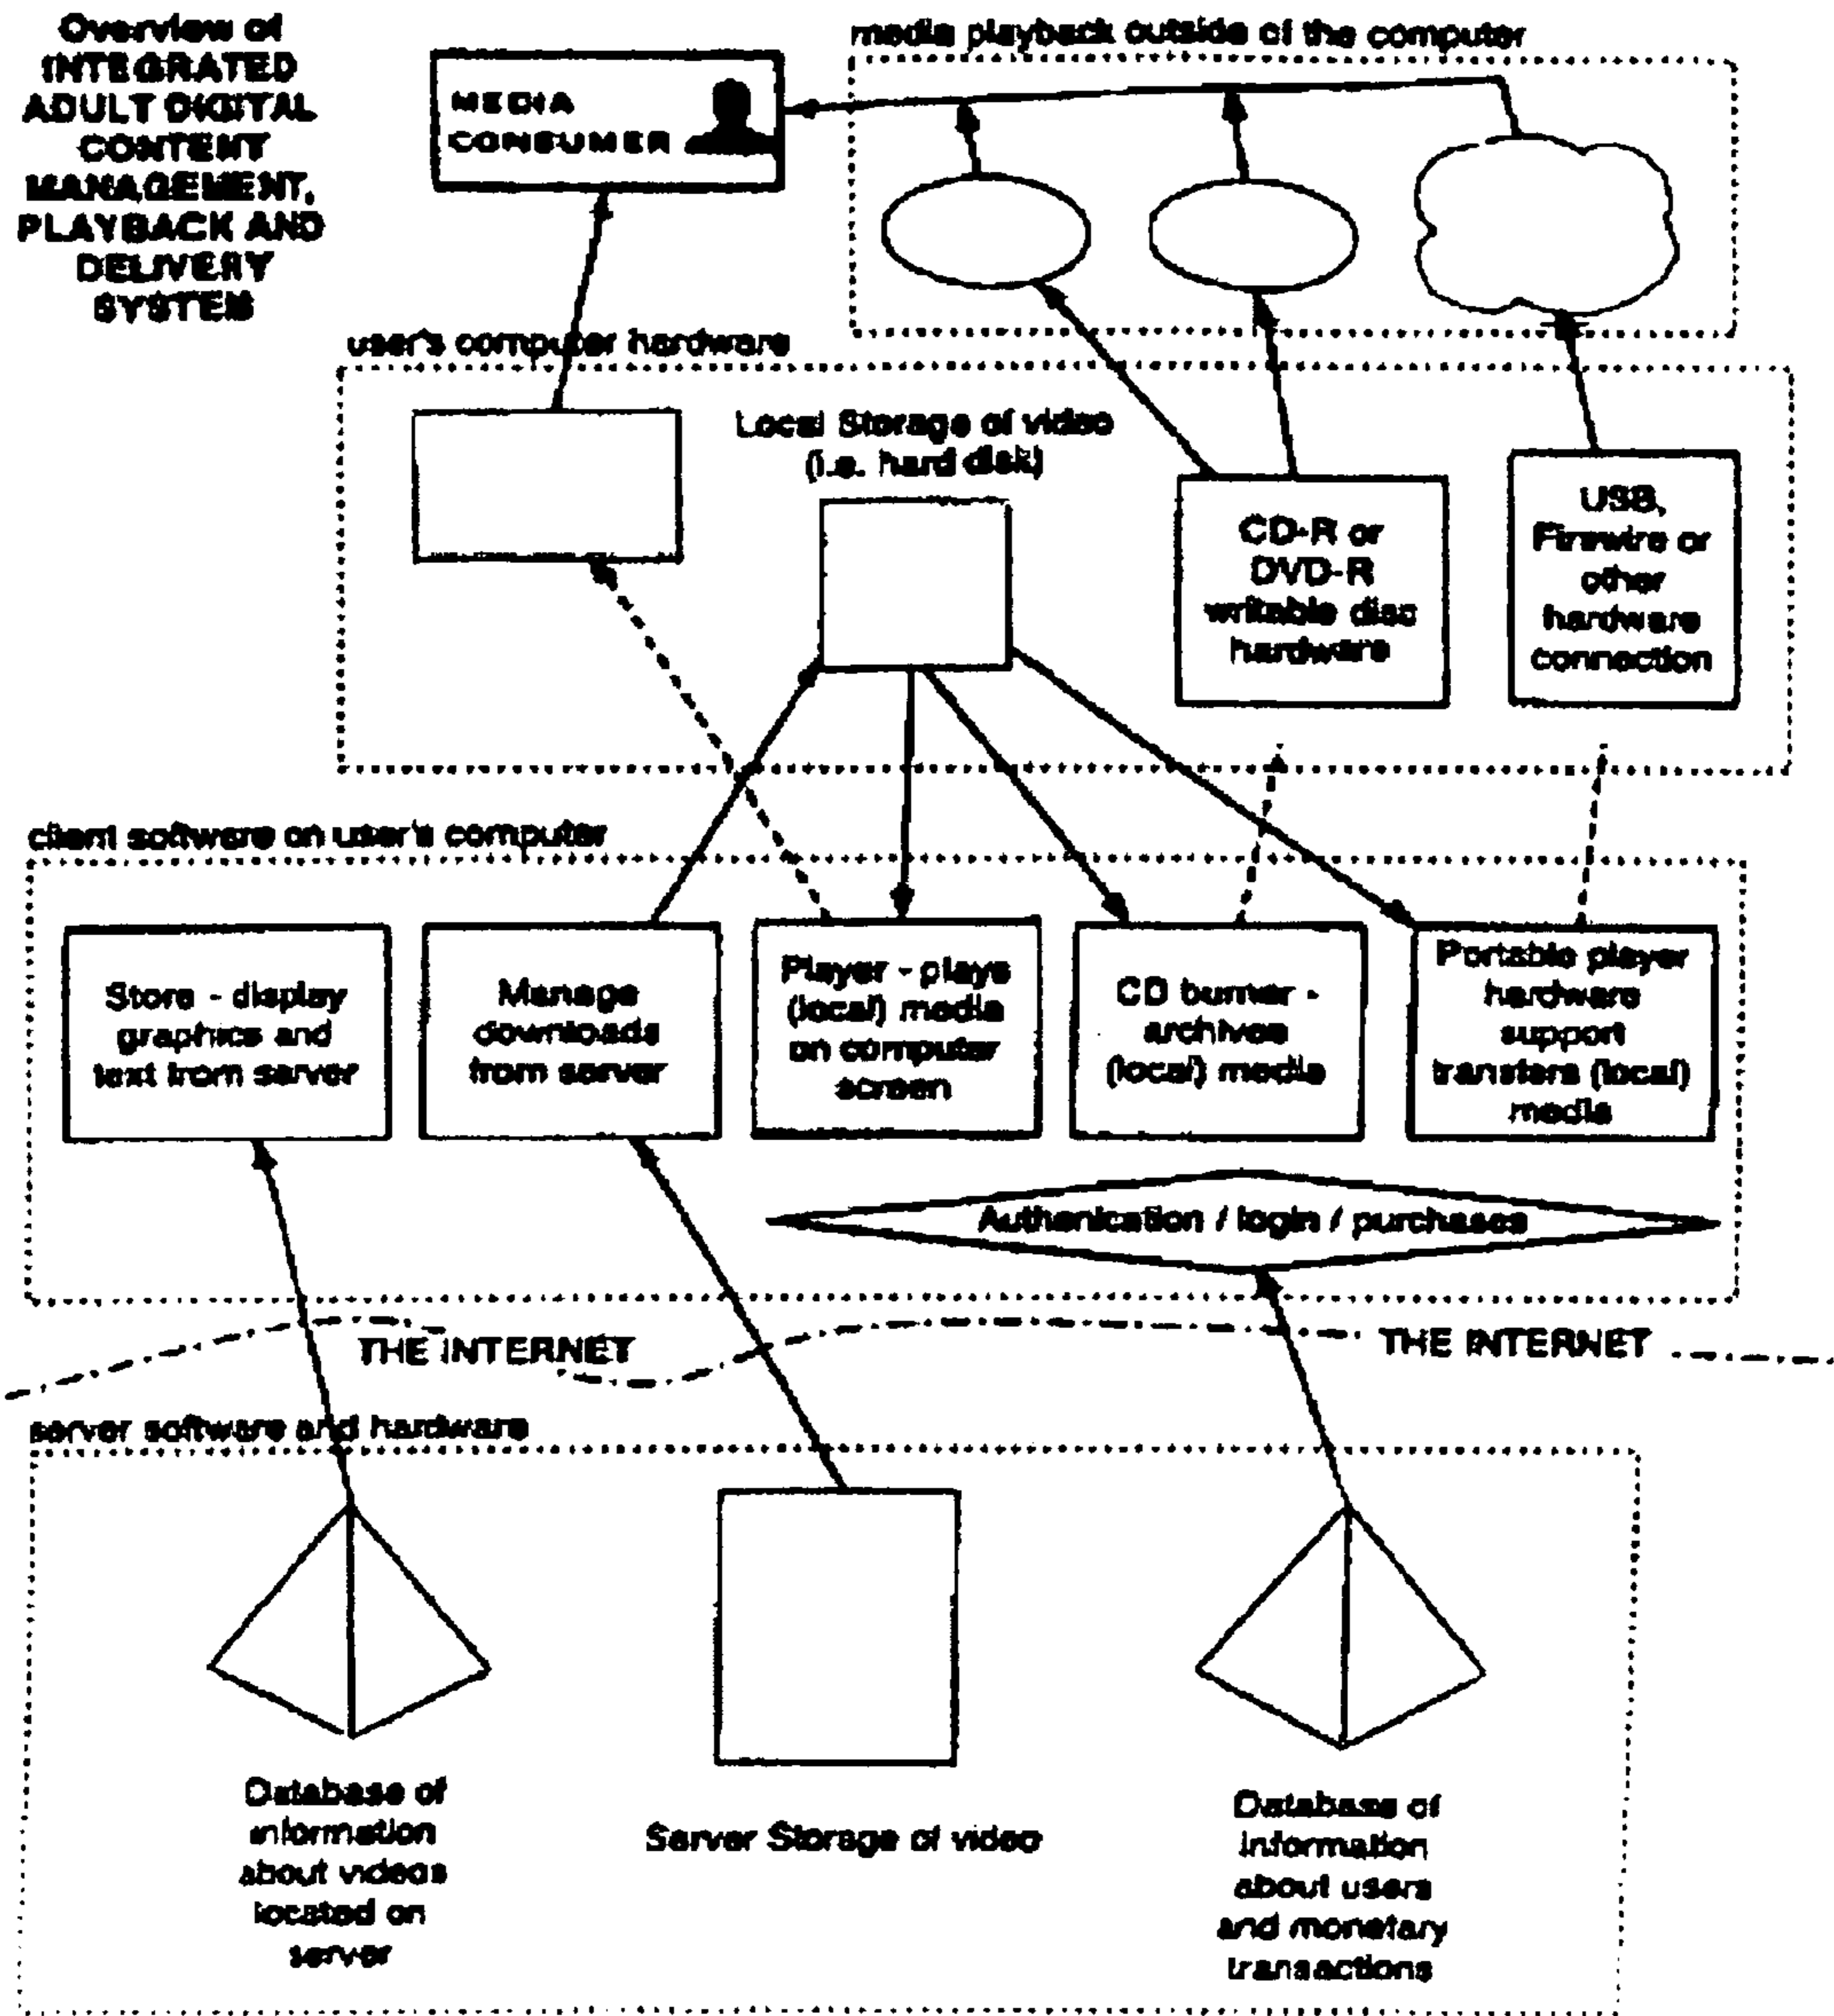 Overview of
INTEGRATED
ADULT DIGITAL
CONTENT
MANAGEMENT,
PLAYBACK AND
DELIVERY
SYSTEM
MEDIA
CONSUMER
media playback outside of the computer
user's computer hardware
Local Storage of video
(i.e. hard disk)
CD-R or
DVD-R
writable disc
hardware
USB,
Firewire or
other
hardware
connection
client software on user's computer
Store - display
graphics and
text from server
Manage
downloads
from server
Player - plays
(local) media
on computer
screen
CD burner -
archives
(local) media
Portable player
hardware
support
transfers (local)
media
Authenication / login / purchases
THE INTERNET
THE INTERNET
server software and hardware
Database of
information
about videos
located on
server
Server Storage of video
Database of
information
about users
and monetary
transactions